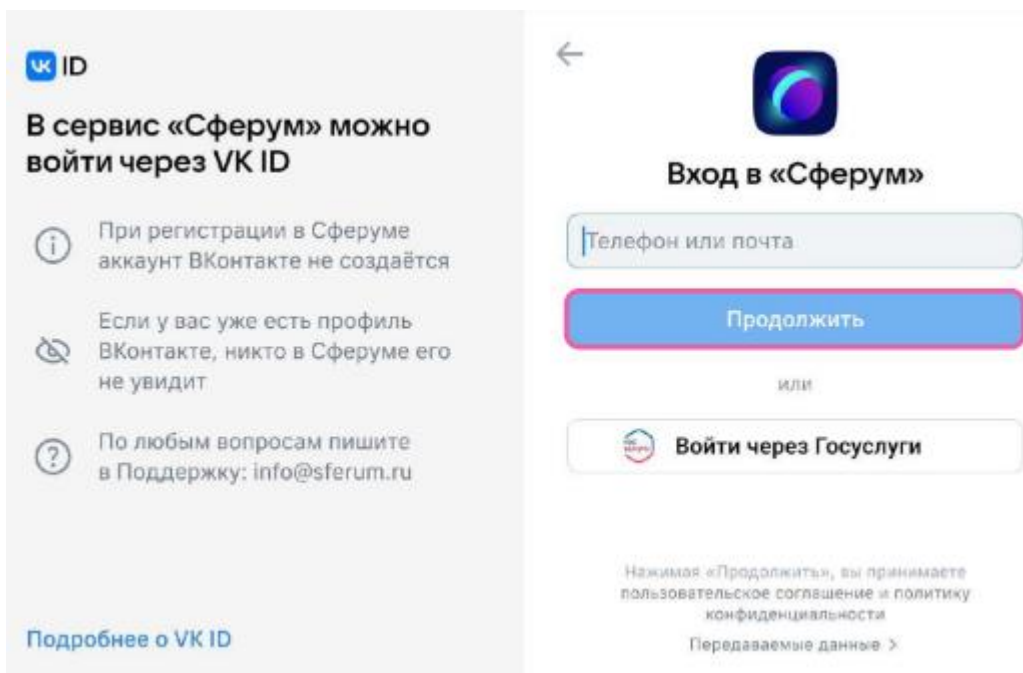 VK ID
В сервис «Сферум» можно
войти через VK ID
При регистрации в Сферуме
аккаунт ВКонтакте не создаётся
Если у вас уже есть профиль
ВКонтакте, никто в Сферуме его
не увидит
По любым вопросам пишите
в Поддержку: info@sferum.ru
Подробнее о VK ID
Вход в «Сферум»
Телефон или почта
Продолжить
или
Войти через Госуслуги
Нажимая «Продолжить», вы принимаете
пользовательское соглашение и политику
конфиденциальности
Передаваемые данные >